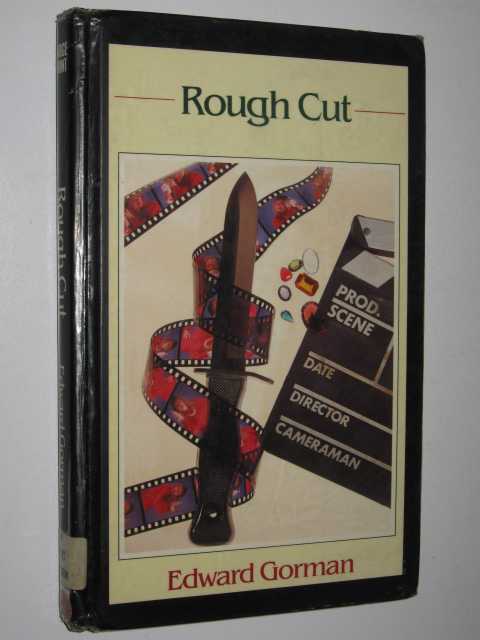 Rough Cut
PROD.
SCENE
DATE
DIRECTOR
CAMERAMAN
Edward Gorman
Rough Cut
Edward Gorman